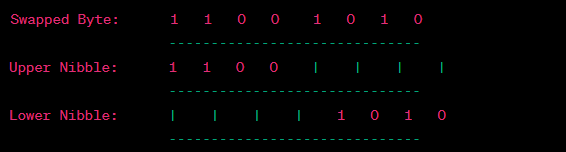 Swapped Byte: 1 1 0 0 1 0 1 0
------------------------------
Upper Nibble: 1 1 0 0 | | | |
------------------------------
Lower Nibble: | | | | 1 0 1 0
------------------------------